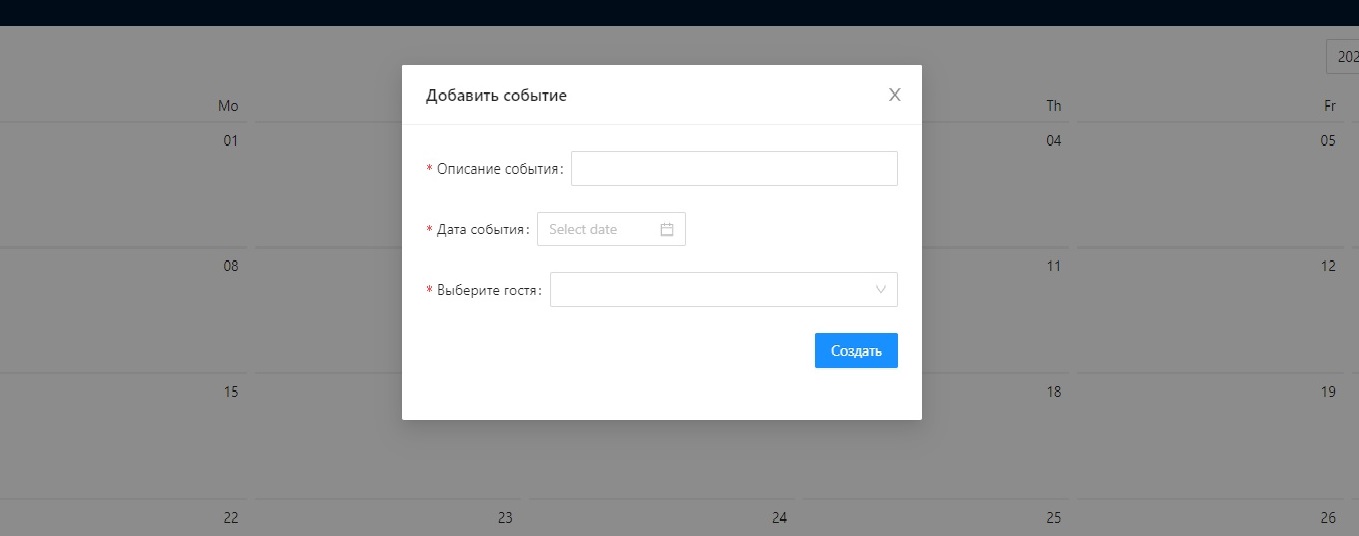 202
Добавить событие X
Mo Th Fr
01 04 05
* Описание события:
* Дата события: Select date
08 11 12
* Выберите гостя:
Создать
15 18 19
22 23 24 25 26